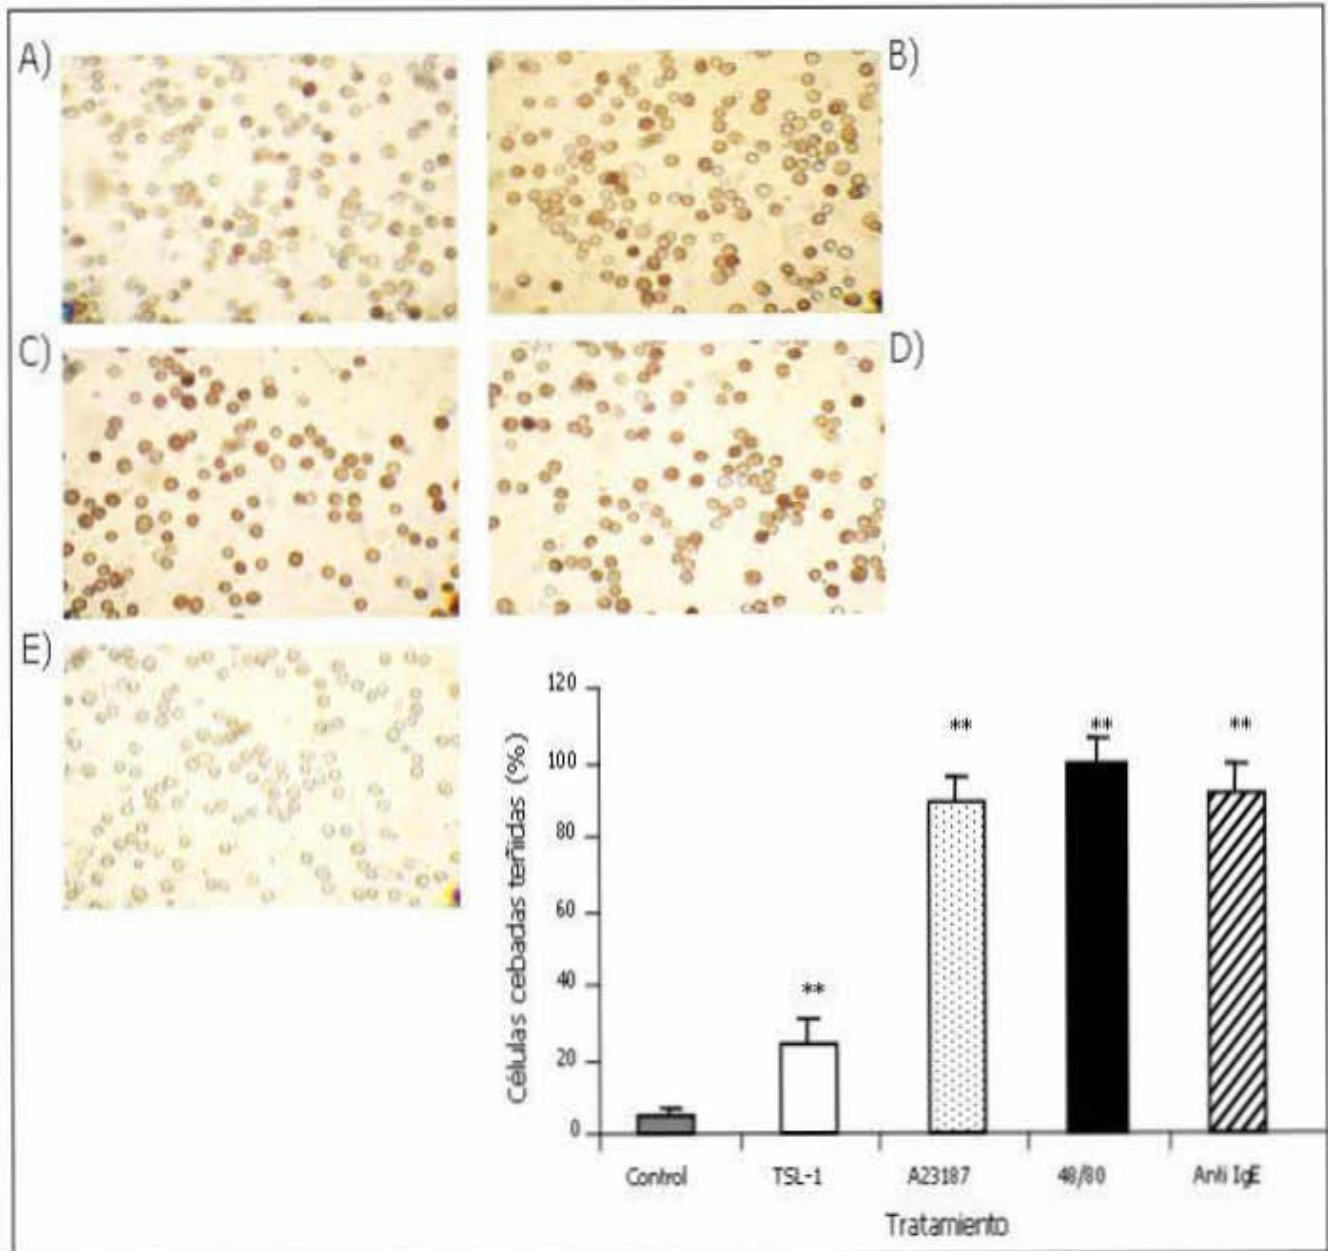 A)
B)
C)
D)
E)
Células cebadas teñidas (%)
120
100
80
60
40
20
0
**
**
**
**
Control
TSL-1
A23187
48/80
Anti IgE
Tratamiento